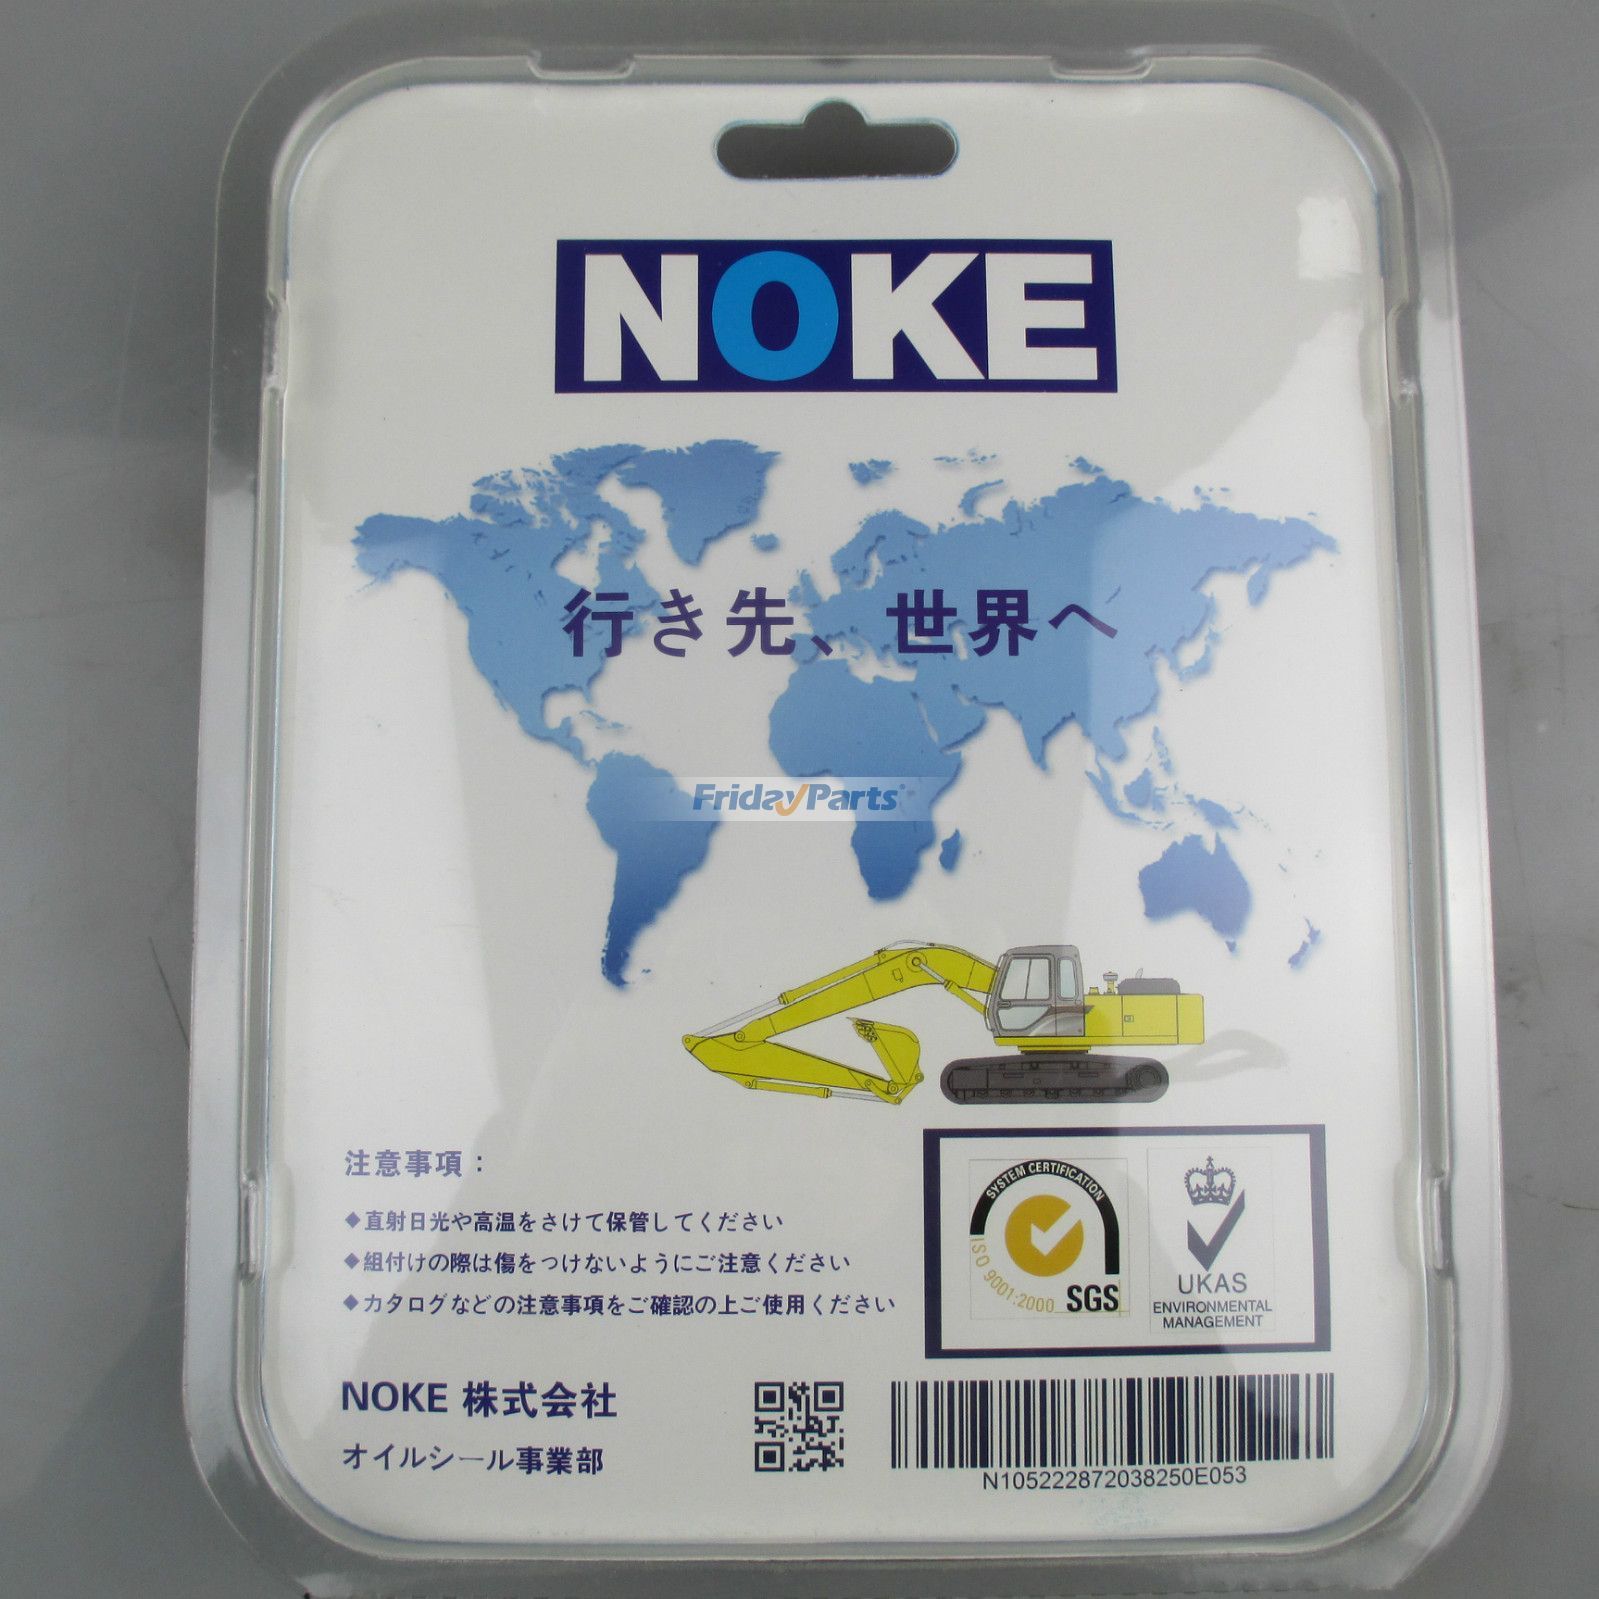 NOKE
行き先、世界へ
FridayParts
注意事項：
◆直射日光や高温をさけて保管してください
◆組付けの際は傷をつけないようにご注意ください
◆カタログなどの注意事項をご確認の上ご使用ください
SYSTEM CERTIFICATION
ISO 9001:2000
SGS
UKAS
ENVIRONMENTAL
MANAGEMENT
NOKE 株式会社
オイルシール事業部
N105222872038250E053